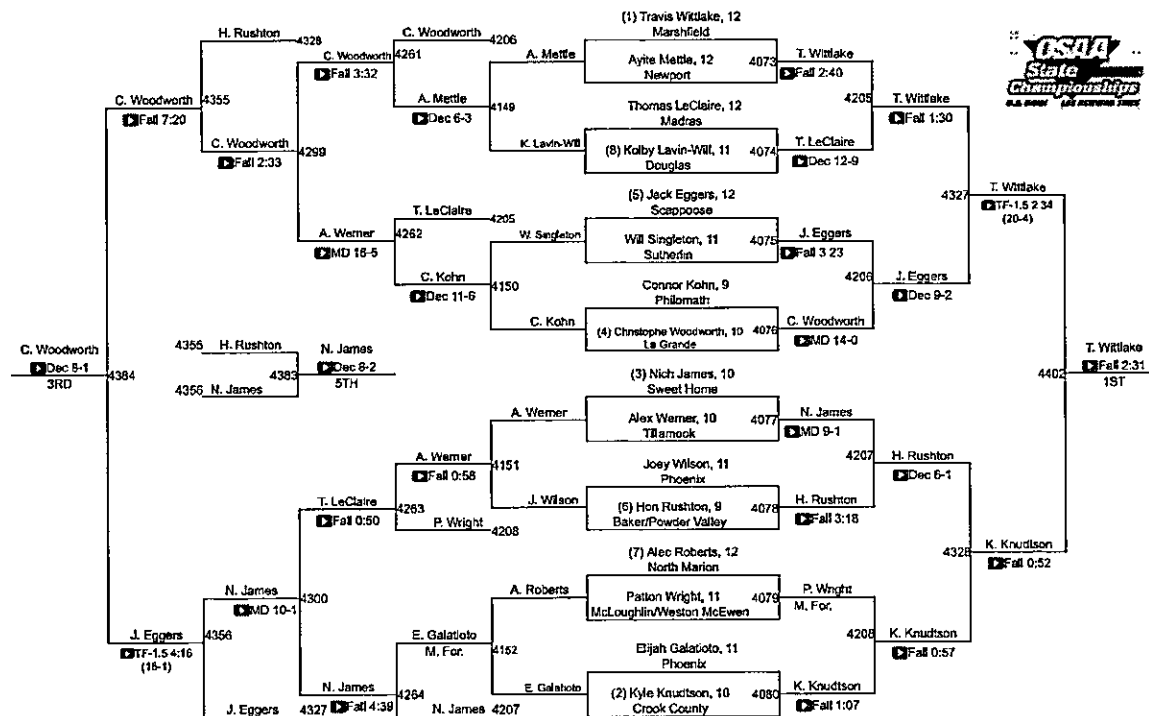 OSAA
State
Championships
H. Rushton
4328
C. Woodworth
4355
Fall 7:20
C. Woodworth
Fall 2:33
C. Woodworth
Fall 3:32
4299
C. Woodworth
4206
4261
A. Mettle
Dec 6-3
A. Mettle
4149
K. Lavin-Will
A. Werner
MD 16-5
T. LeClaire
4205
4262
C. Kohn
Dec 11-6
W. Singleton
4150
C. Kohn
(1) Travis Wittlake, 12
Marshfield
Ayite Mettle, 12
Newport
4073
T. Wittlake
Fall 2:40
Thomas LeClaire, 12
Madras
(8) Kolby Lavin-Will, 11
Douglas
4074
T. LeClaire
Dec 12-9
4205
T. Wittlake
Fall 1:30
(5) Jack Eggers, 12
Scappoose
Will Singleton, 11
Sutherlin
4075
J. Eggers
Fall 3 23
Connor Kohn, 9
Philomath
(4) Christophe Woodworth, 10
La Grande
4076
C. Woodworth
MD 14-0
4206
J. Eggers
Dec 9-2
4327
T. Wittlake
TF-1.5 2 34
(20-4)
C. Woodworth
Dec 8-1
3RD
4384
4355
H. Rushton
4356
N. James
4383
N. James
Dec 8-2
5TH
4402
T. Wittlake
Fall 2:31
1ST
(3) Nich James, 10
Sweet Home
Alex Werner, 10
Tillamook
4077
N. James
MD 9-1
Joey Wilson, 11
Phoenix
(6) Hon Rushton, 9
Baker/Powder Valley
4078
H. Rushton
Fall 3:18
4207
H. Rushton
Dec 6-1
A. Werner
4151
J. Wilson
A. Werner
Fall 0:58
4263
P. Wright
4208
T. LeClaire
Fall 0:50
(7) Alec Roberts, 12
North Marion
Patton Wright, 11
McLoughlin/Weston McEwen
4079
P. Wright
M. For.
Elijah Galatioto, 11
Phoenix
(2) Kyle Knudtson, 10
Crook County
4080
K. Knudtson
Fall 1:07
4208
K. Knudtson
Fall 0:57
4328
K. Knudtson
Fall 0:52
A. Roberts
4152
E. Galatioto
E. Galatioto
M. For.
4264
N. James
4207
N. James
Fall 4:39
4300
N. James
MD 10-1
4356
J. Eggers
4327
J. Eggers
TF-1.5 4:16
(16-1)